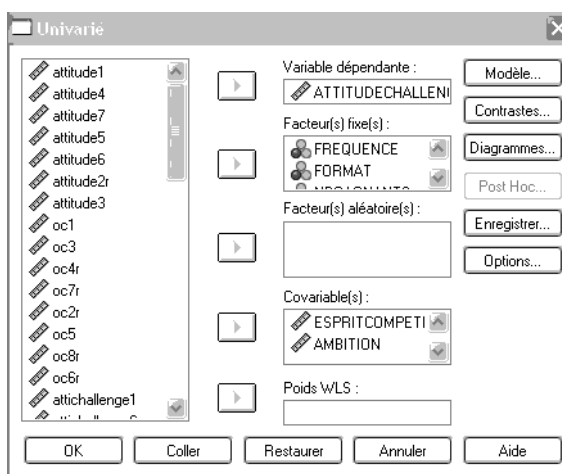 Univarié
attitude1
attitude4
attitude7
attitude5
attitude6
attitude2r
attitude3
oc1
oc3
oc4r
oc7r
oc2r
oc5
oc8r
oc6r
attichallenge1
Variable dépendante :
ATTITUDECHALLEN
Facteur(s) fixe(s) :
FREQUENCE
FORMAT
Facteur(s) aléatoire(s) :
Covariable(s) :
ESPRITCOMPETI
AMBITION
Poids WLS :
Modèle...
Contrastes...
Diagrammes...
Post Hoc...
Enregistrer...
Options...
OK
Coller
Restaurer
Annuler
Aide